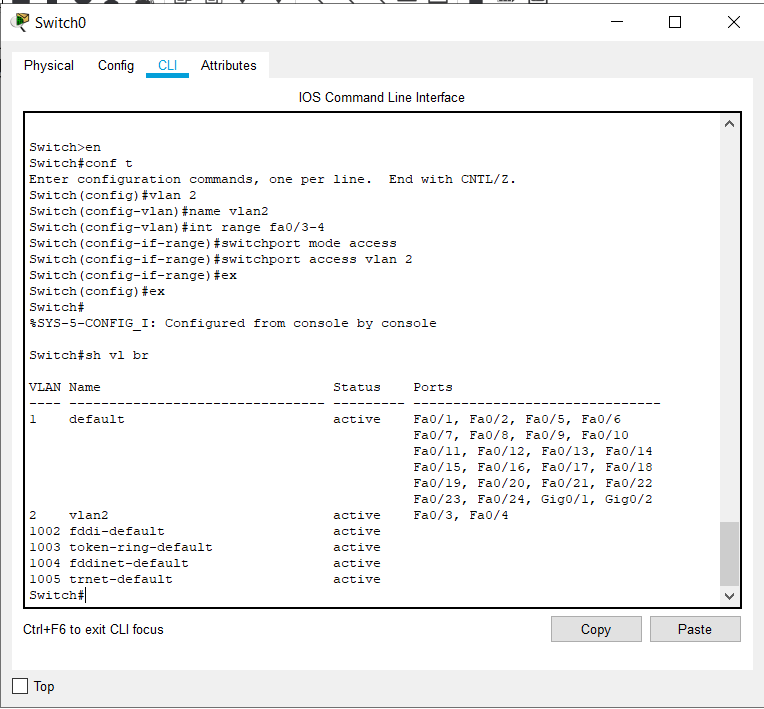 Switch0
Physical Config CLI Attributes
IOS Command Line Interface
Switch>en
Switch#conf t
Enter configuration commands, one per line.  End with CNTL/Z.
Switch(config)#vlan 2
Switch(config-vlan)#name vlan2
Switch(config-vlan)#int range fa0/3-4
Switch(config-if-range)#switchport mode access
Switch(config-if-range)#switchport access vlan 2
Switch(config-if-range)#ex
Switch(config)#ex
Switch#
%SYS-5-CONFIG_I: Configured from console by console
Switch#sh vl br
VLAN Name                             Status    Ports
---- -------------------------------- --------- -------------------------------
1    default                          active    Fa0/1, Fa0/2, Fa0/5, Fa0/6
                                                Fa0/7, Fa0/8, Fa0/9, Fa0/10
                                                Fa0/11, Fa0/12, Fa0/13, Fa0/14
                                                Fa0/15, Fa0/16, Fa0/17, Fa0/18
                                                Fa0/19, Fa0/20, Fa0/21, Fa0/22
                                                Fa0/23, Fa0/24, Gig0/1, Gig0/2
2    vlan2                            active    Fa0/3, Fa0/4
1002 fddi-default                     active
1003 token-ring-default               active
1004 fddinet-default                  active
1005 trnet-default                    active
Switch#
Ctrl+F6 to exit CLI focus
Copy
Paste
Top